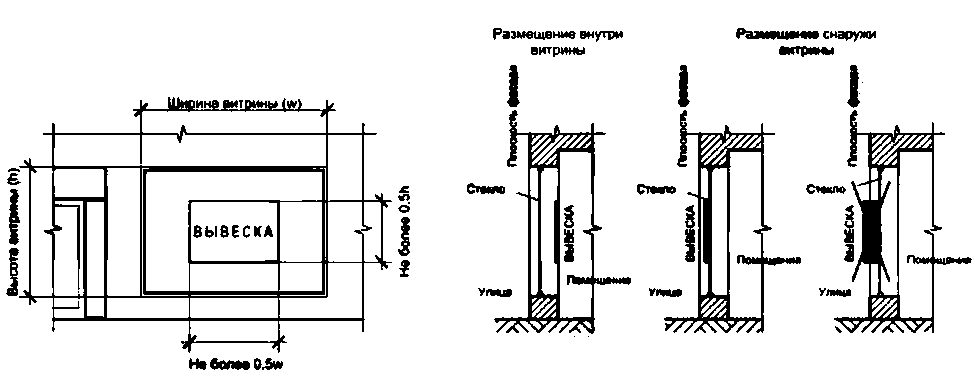 Размещение внутри
витрины
Размещение снаружи
витрины
Ширина витрины (w)
Высота витрины (h)
ВЫВЕСКА
Не более 0,5h
Не более 0,5w
Плоскость фасада
Стекло
ВЫВЕСКА
Помещение
Улица
Плоскость фасада
Стекло
ВЫВЕСКА
Помещение
Улица
Плоскость фасада
Стекло
ВЫВЕСКА
Помещение
Улица